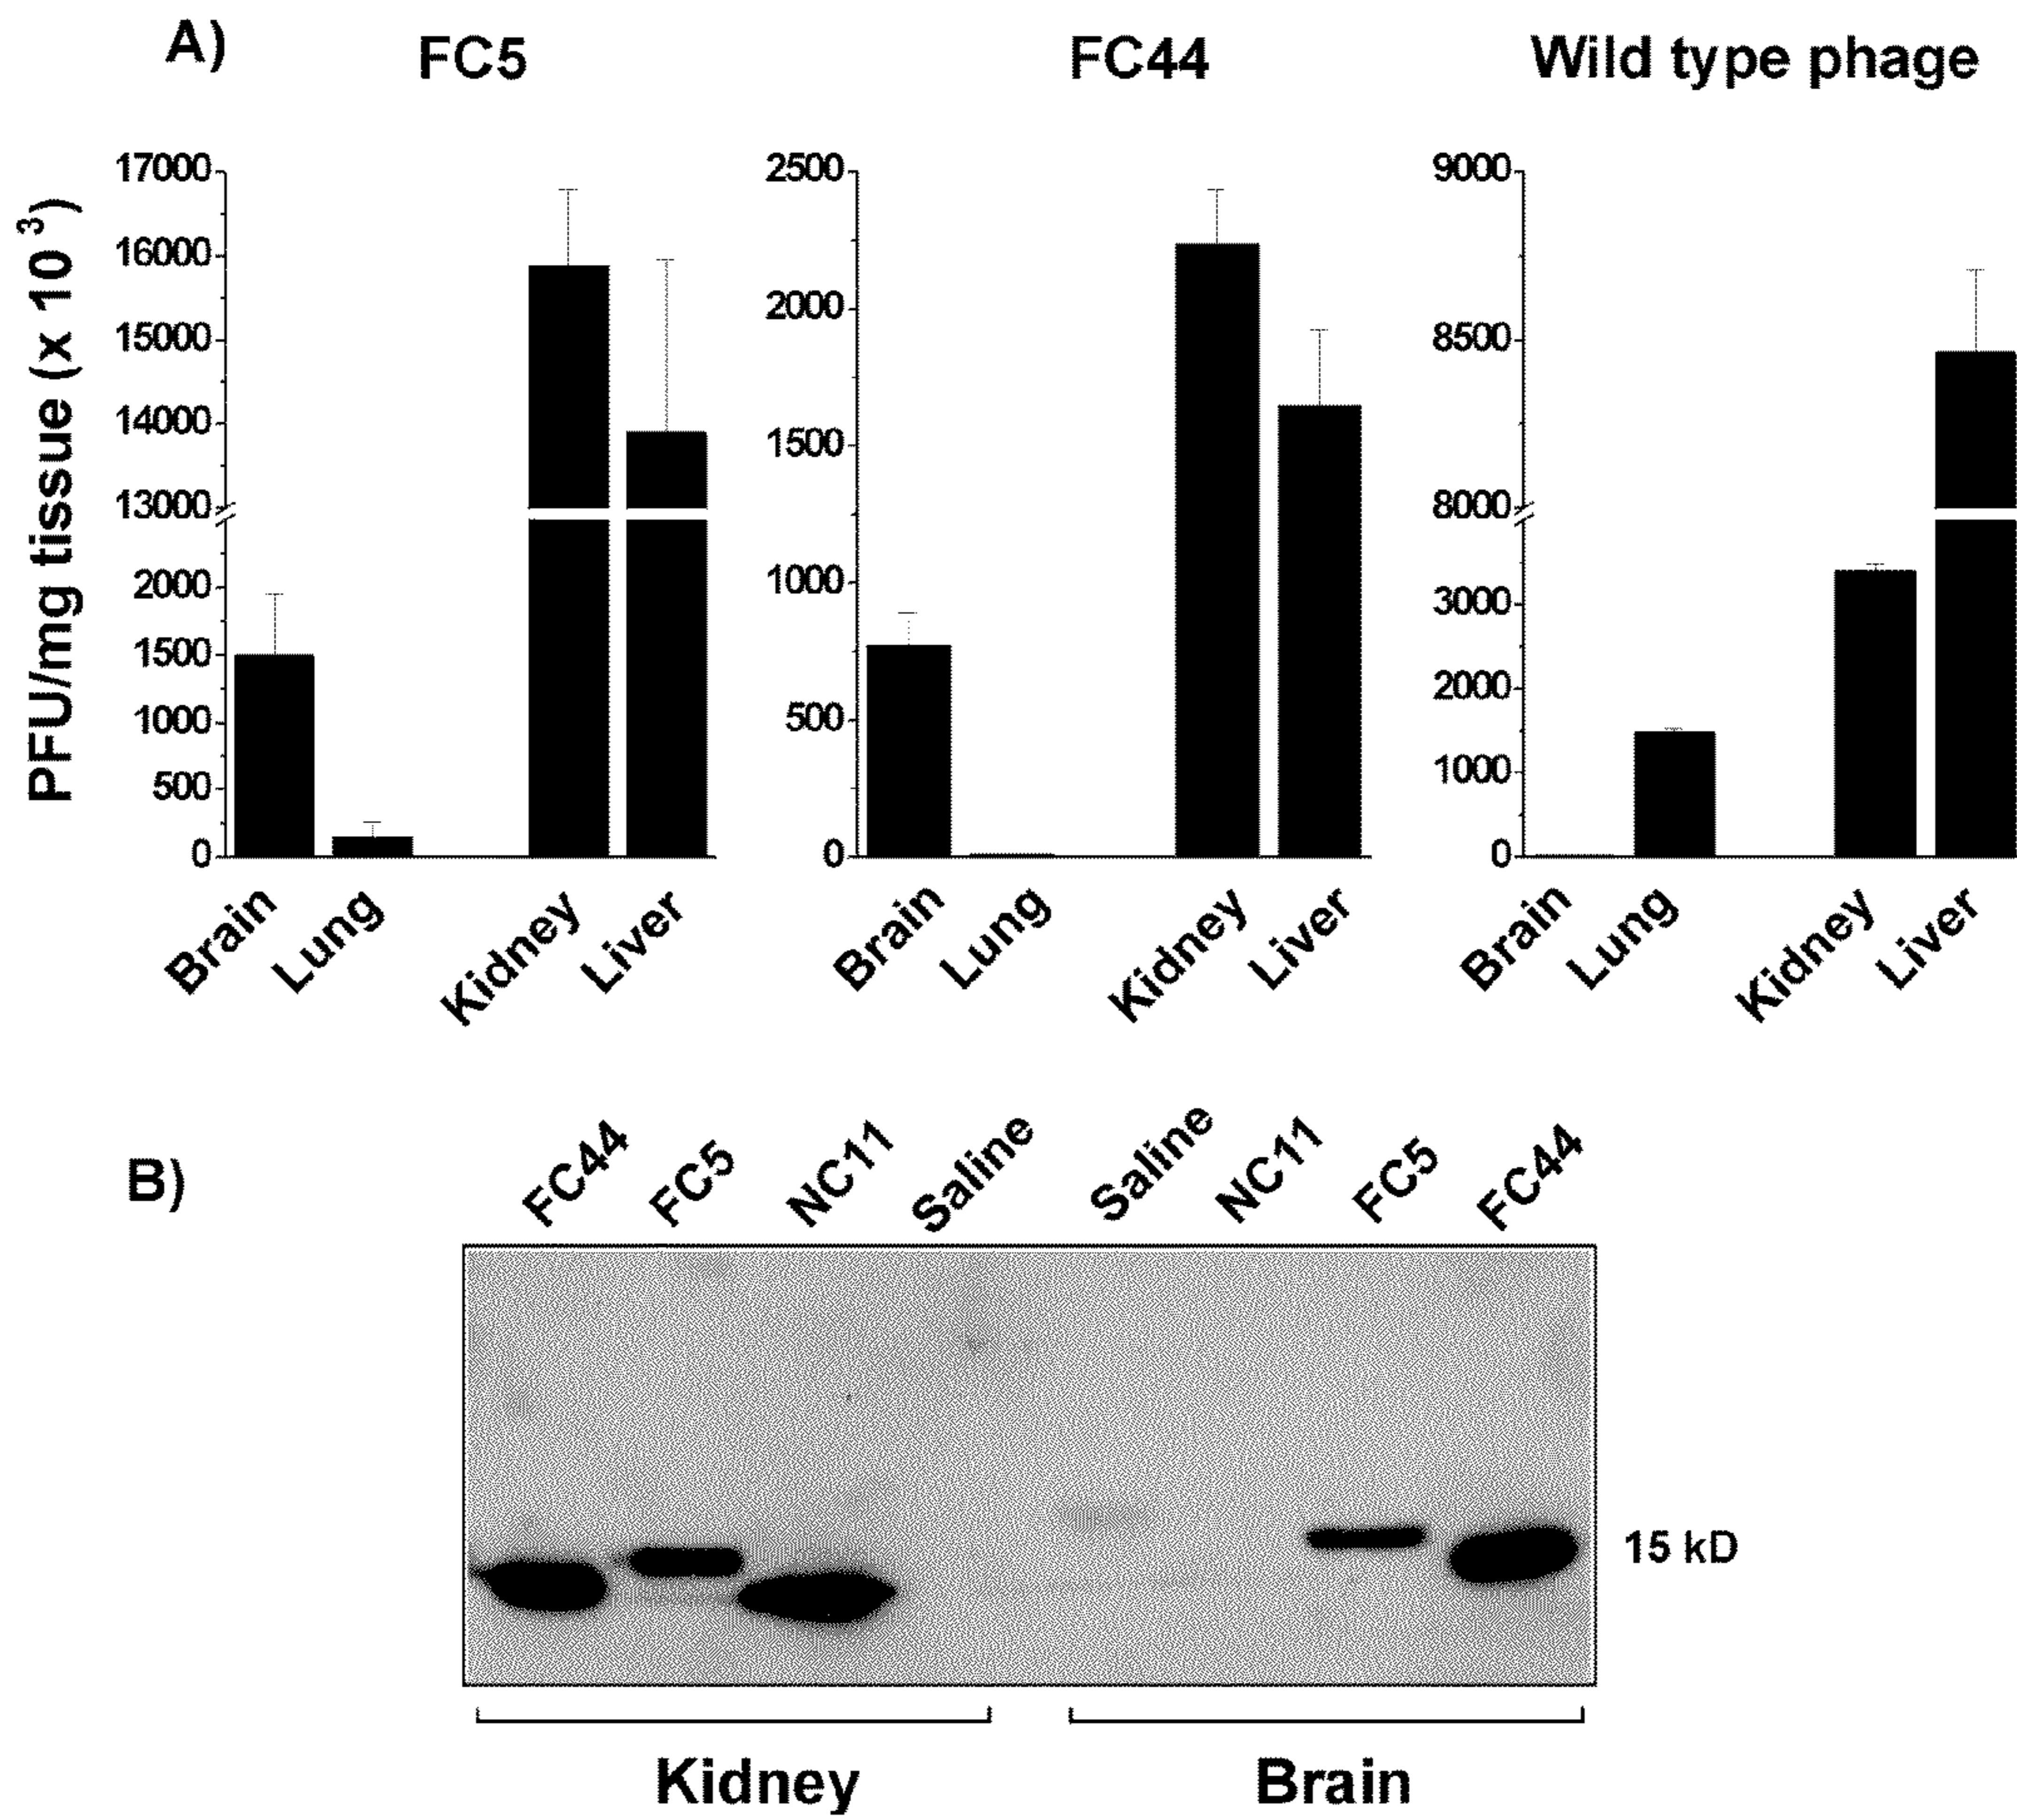 A)
FC5
FC44
Wild type phage
PFU/mg tissue (x 10 3)
17000
16000
15000
14000
13000
2000
1500
1000
500
0
Brain
Lung
Kidney
Liver
2500
2000
1500
1000
500
0
Brain
Lung
Kidney
Liver
9000
8500
8000
3000
2000
1000
0
Brain
Lung
Kidney
Liver
B)
FC44
FC5
NC11
Saline
Saline
NC11
FC5
FC44
15 kD
Kidney
Brain